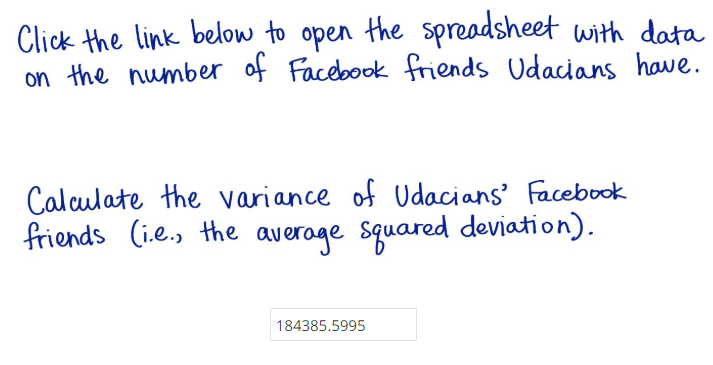 Click the link below to open the spreadsheet with data
on the number of Facebook friends Udacians have.
Calculate the variance of Udacians' Facebook
friends (i.e., the average squared deviation).
184385.5995